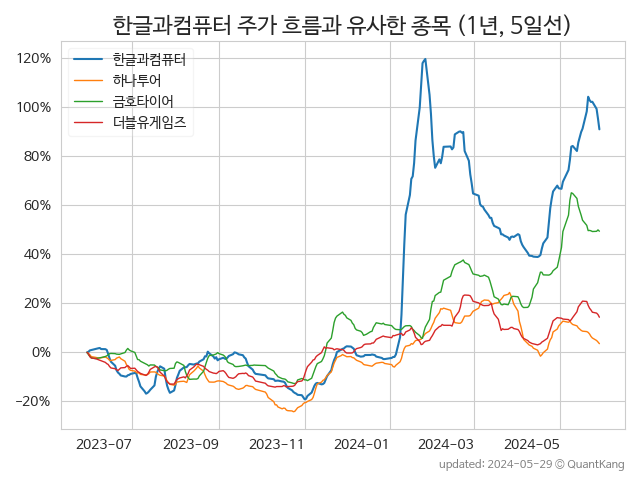 한글과컴퓨터 주가 흐름과 유사한 종목 (1년, 5일선)
한글과컴퓨터
하나투어
금호타이어
더블유게임즈
120%
100%
80%
60%
40%
20%
0%
−20%
2023-07
2023-09
2023-11
2024-01
2024-03
2024-05
updated: 2024-05-29 © QuantKang